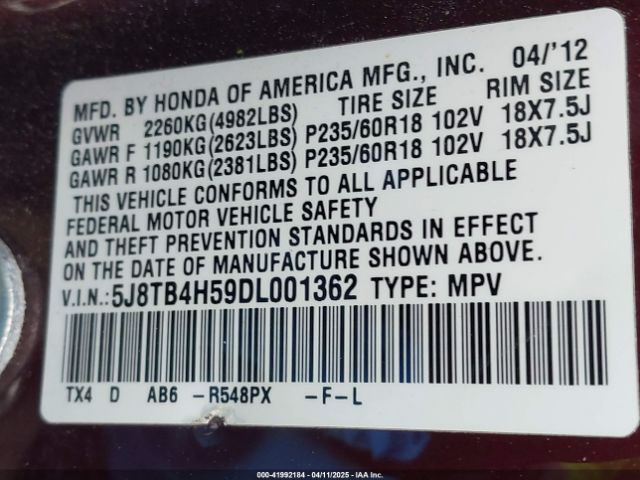 MFD. BY HONDA OF AMERICA MFG., INC. 04/'12
GVWR 2260KG(4982LBS) TIRE SIZE RIM SIZE
GAWR F 1190KG(2623LBS) P235/60R18 102V 18X7.5J
GAWR R 1080KG(2381LBS) P235/60R18 102V 18X7.5J
THIS VEHICLE CONFORMS TO ALL APPLICABLE
FEDERAL MOTOR VEHICLE SAFETY
AND THEFT PREVENTION STANDARDS IN EFFECT
ON THE DATE OF MANUFACTURE SHOWN ABOVE.
V.I.N.:5J8TB4H59DL001362 TYPE: MPV
TX4 D AB6 -R548PX -F-L
000-41992184 - 04/11/2025 - IAA Inc.